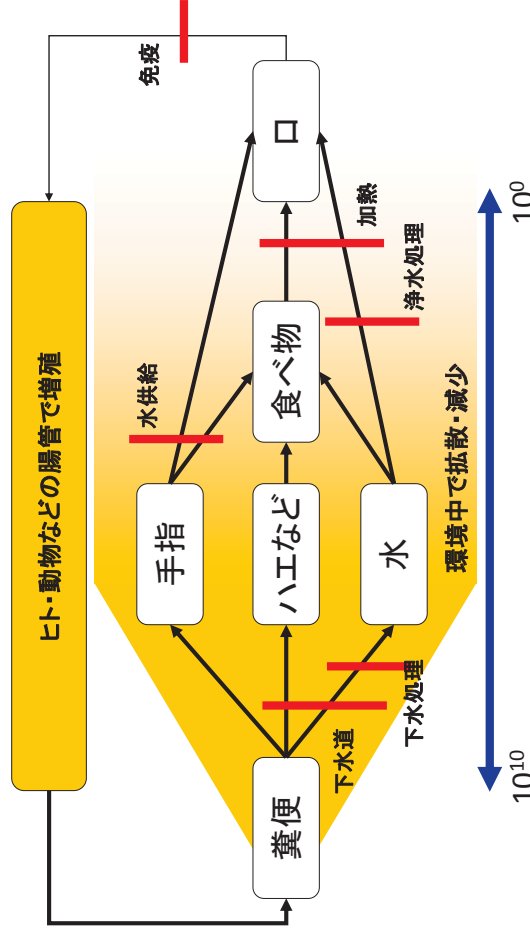 ヒト・動物などの腸管で増殖
免疫
糞便
下水道
下水処理
手指
ハエなど
水
水供給
食べ物
加熱
浄水処理
口
環境中で拡散・減少
10¹⁰
10⁰